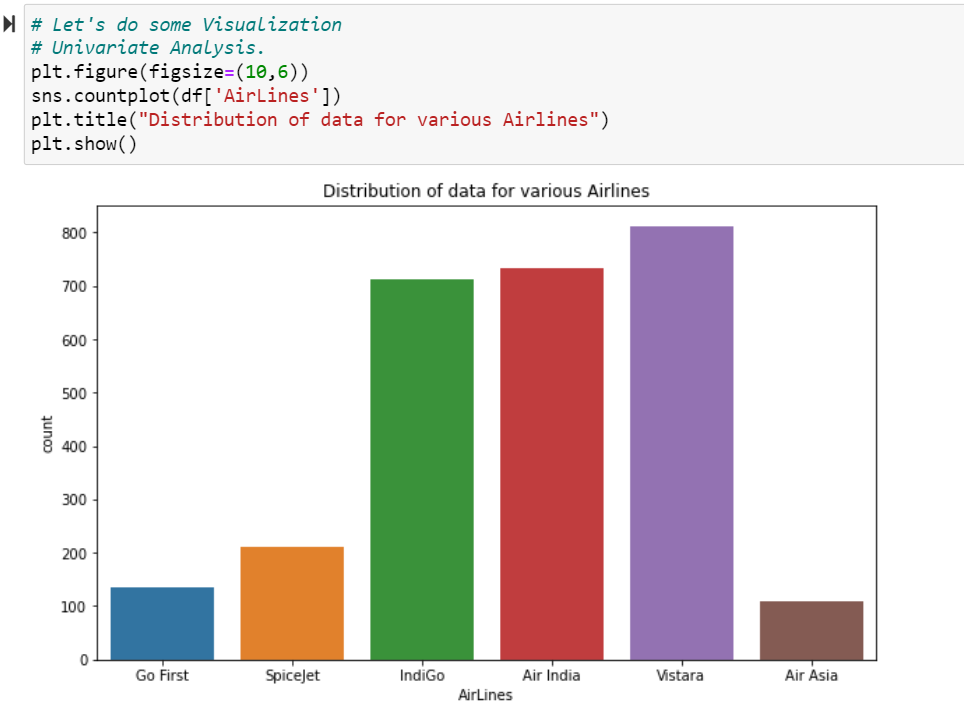 # Let's do some Visualization
# Univariate Analysis.
plt.figure(figsize=(10,6))
sns.countplot(df['AirLines'])
plt.title("Distribution of data for various Airlines")
plt.show()
Distribution of data for various Airlines
800
700
600
500
400
300
200
100
0
count
Go First SpiceJet IndiGo Air India Vistara Air Asia
AirLines